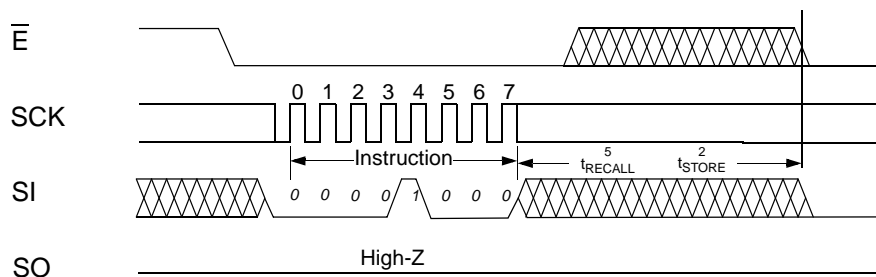 E
SCK
0 1 2 3 4 5 6 7
Instruction
5
tRECALL
2
tSTORE
SI
0 0 0 0 1 0 0 0
High-Z
SO